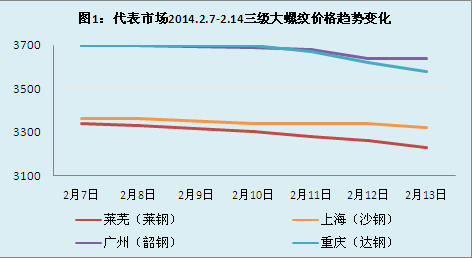 图1：代表市场2014.2.7-2.14三级大螺纹价格趋势变化
3700
3500
3300
3100
2月7日 2月8日 2月9日 2月10日 2月11日 2月12日 2月13日
莱芜（莱钢） 上海（沙钢）
广州（韶钢） 重庆（达钢）